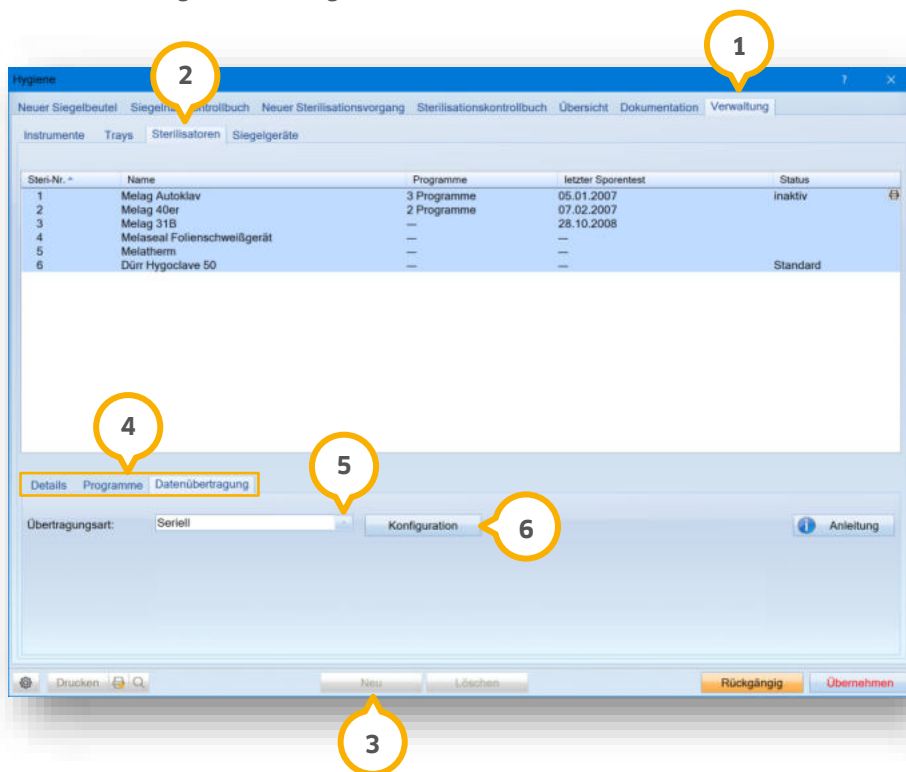 1
2
Hygiene ? ×
Neuer Siegelbeutel Neuer Sterilisationsvorgang Sterilisationskontrollbuch Übersicht Dokumentation Verwaltung
Instrumente Trays Sterilisatoren Siegelgeräte
Steri-Nr. Name Programme letzter Sporentest Status
1 Melag Autoklav 3 Programme 05.01.2007 inaktiv
2 Melag 40er 2 Programme 07.02.2007
3 Melag 31B — 28.10.2008
4 Melaseal Folienschweißgerät — —
5 Melatherm — —
6 Dürr Hygoclave 50 — — Standard
4
5
Details Programme Datenübertragung
Übertragungsart: Seriell Konfiguration 6 Anleitung
Drucken Neu Löschen Rückgängig Übernehmen
3